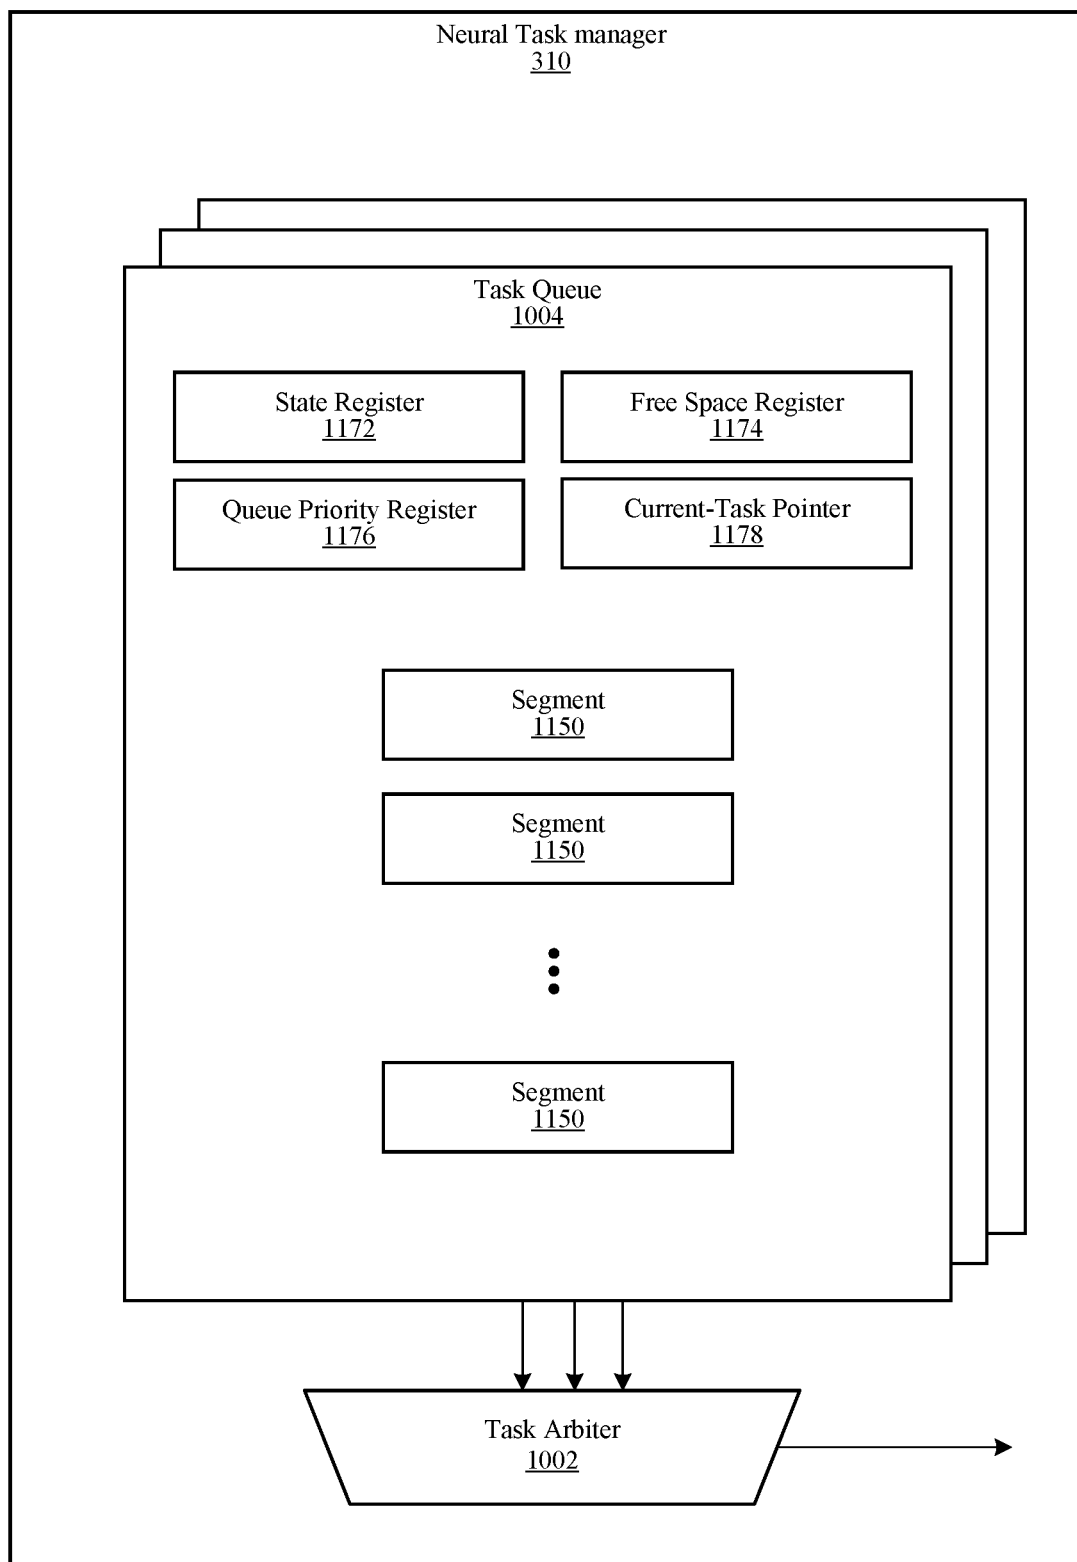 Neural Task manager
310
Task Queue
1004
State Register
1172
Free Space Register
1174
Queue Priority Register
1176
Current-Task Pointer
1178
Segment
1150
Segment
1150
Segment
1150
Task Arbiter
1002